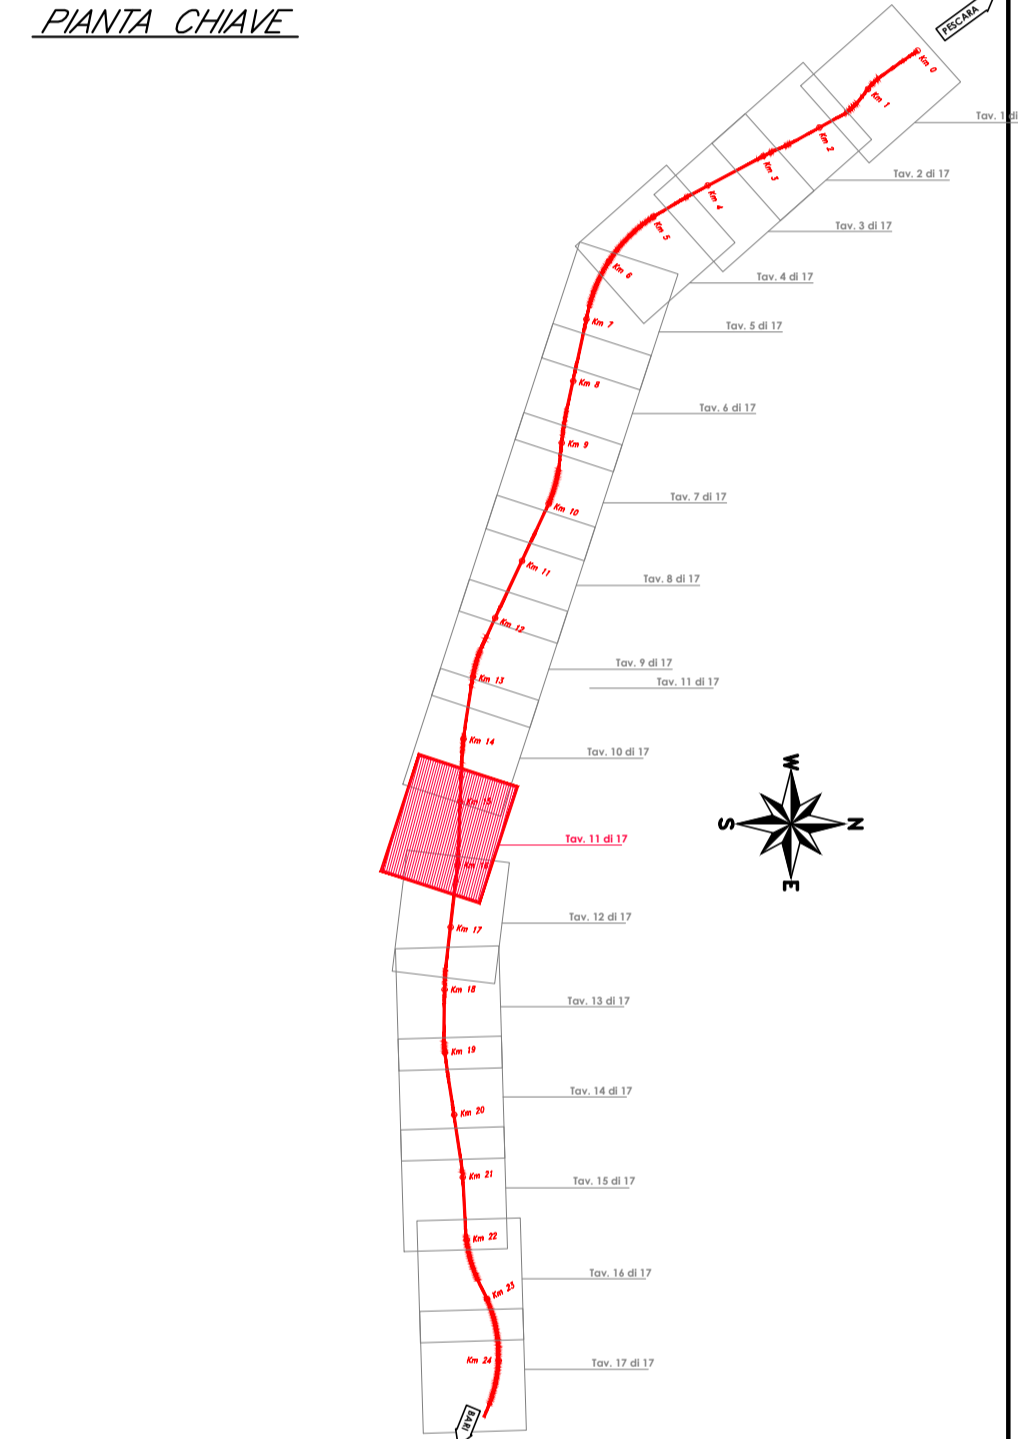 PIANTA CHIAVE
PESCARA
Km 0
Km 1
Tav. 1 di
Km 2
Km 3
Tav. 2 di 17
Km 4
Km 5
Tav. 3 di 17
Km 6
Tav. 4 di 17
Km 7
Tav. 5 di 17
Km 8
Tav. 6 di 17
Km 9
Tav. 7 di 17
Km 10
Km 11
Tav. 8 di 17
Km 12
Tav. 9 di 17
Km 13
Tav. 11 di 17
Km 14
Tav. 10 di 17
W
Km 15
S
N
Tav. 11 di 17
Km 16
E
Tav. 12 di 17
Km 17
Km 18
Tav. 13 di 17
Km 19
Tav. 14 di 17
Km 20
Km 21
Tav. 15 di 17
Km 22
Tav. 16 di 17
Km 23
Km 24
Tav. 17 di 17
BARI